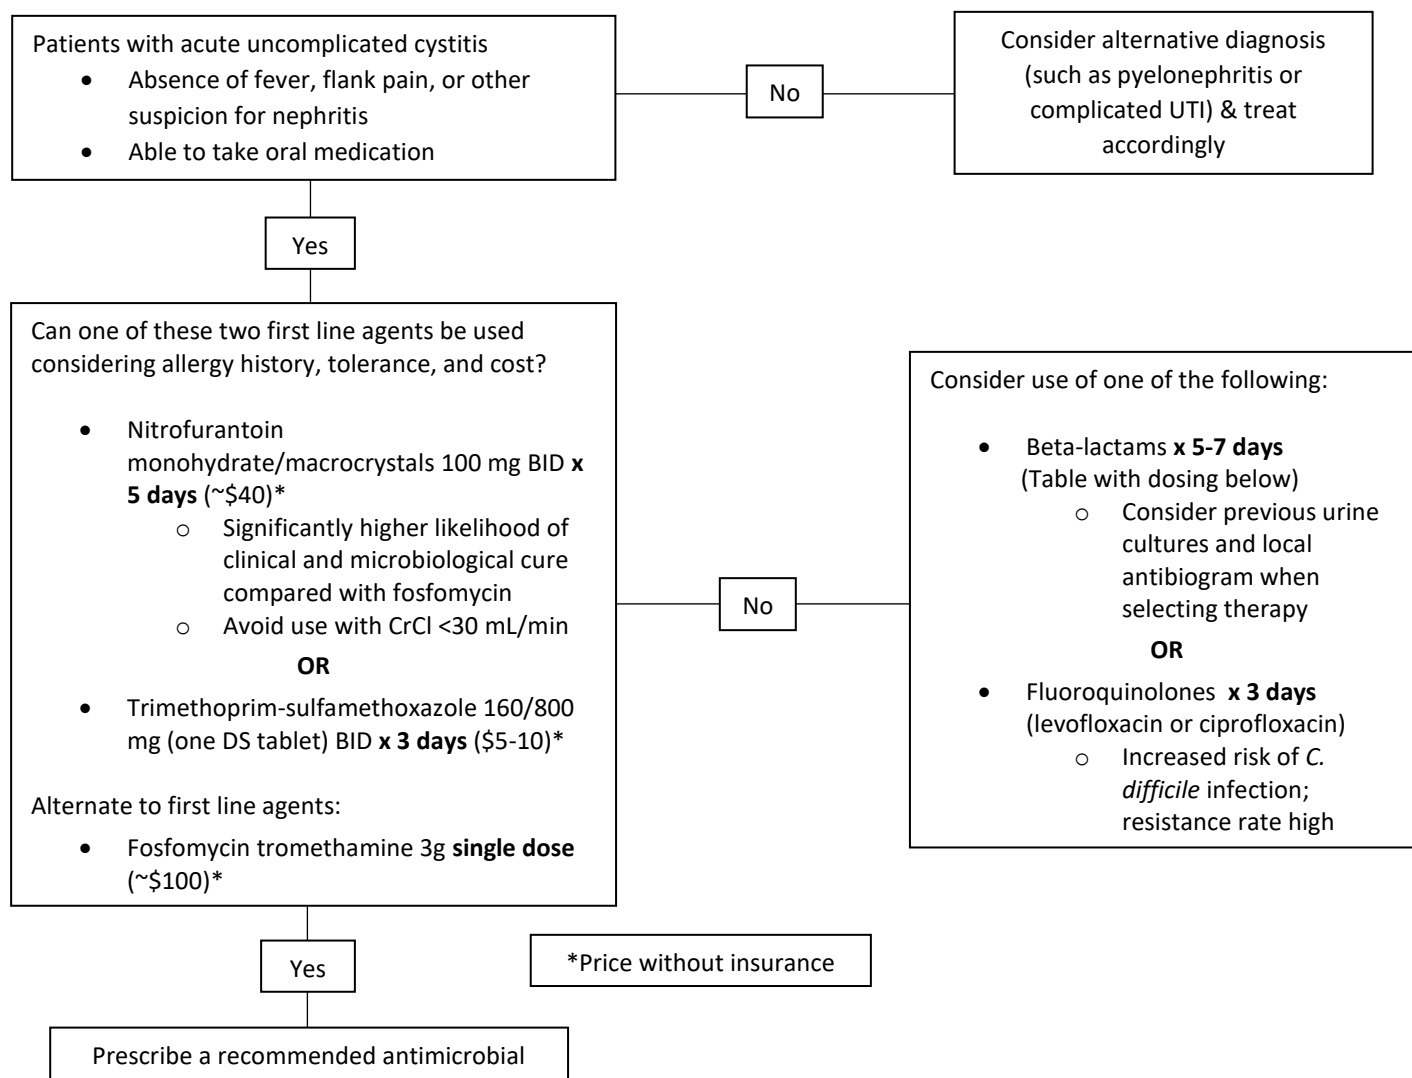 Patients with acute uncomplicated cystitis
• Absence of fever, flank pain, or other
suspicion for nephritis
• Able to take oral medication
No
Consider alternative diagnosis
(such as pyelonephritis or
complicated UTI) & treat
accordingly
Yes
Can one of these two first line agents be used
considering allergy history, tolerance, and cost?
• Nitrofurantoin
monohydrate/macrocrystals 100 mg BID x
5 days (~$40)*
o Significantly higher likelihood of
clinical and microbiological cure
compared with fosfomycin
o Avoid use with CrCl <30 mL/min
OR
• Trimethoprim-sulfamethoxazole 160/800
mg (one DS tablet) BID x 3 days ($5-10)*
Alternate to first line agents:
• Fosfomycin tromethamine 3g single dose
(~$100)*
No
Consider use of one of the following:
• Beta-lactams x 5-7 days
(Table with dosing below)
o Consider previous urine
cultures and local
antibiogram when
selecting therapy
OR
• Fluoroquinolones x 3 days
(levofloxacin or ciprofloxacin)
o Increased risk of C.
difficile infection;
resistance rate high
Yes
*Price without insurance
Prescribe a recommended antimicrobial